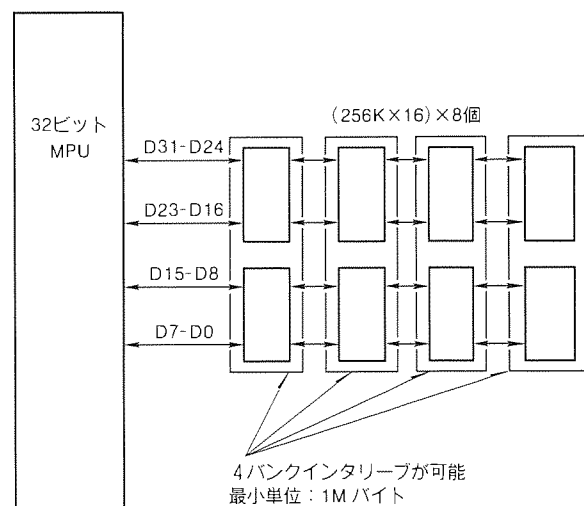 32ビット
MPU
(256K×16)×8個
D31-D24
D23-D16
D15-D8
D7-D0
4バンクインタリーブが可能
最小単位：1Mバイト